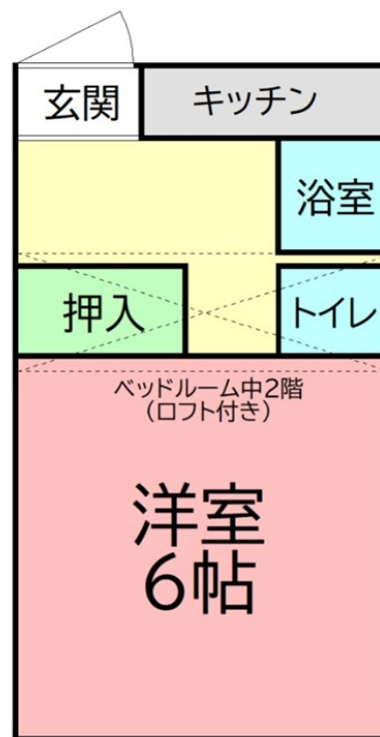 玄関
キッチン
浴室
押入
トイレ
ベッドルーム中2階
(ロフト付き)
洋室
6帖